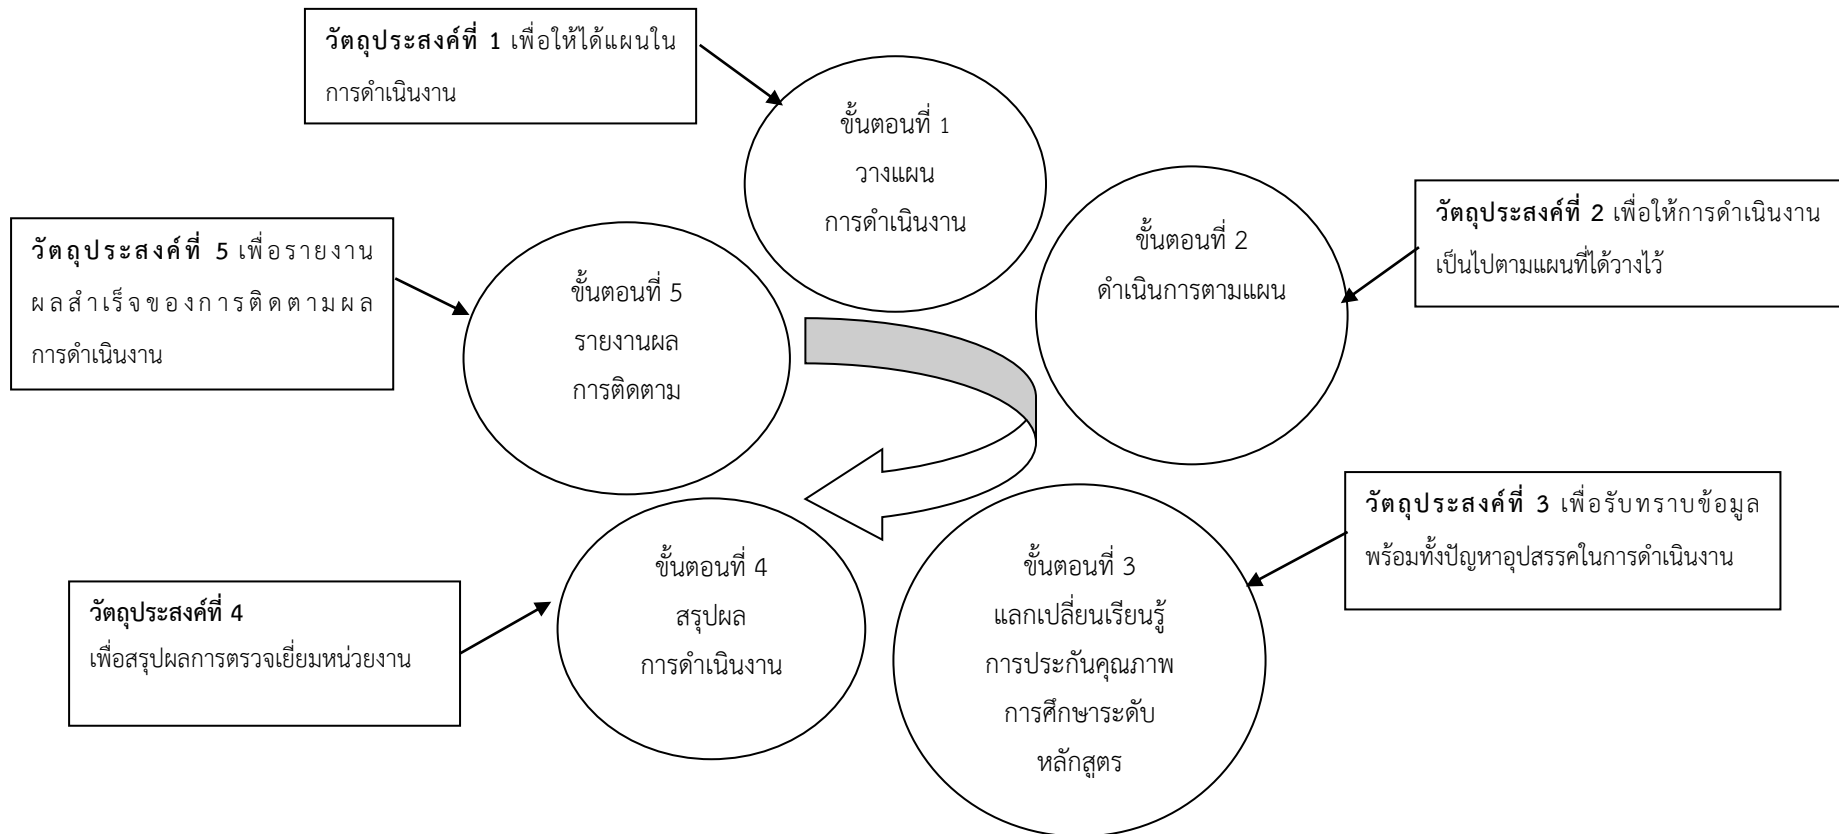 วัตถุประสงค์ที่ 1 เพื่อให้ได้แผนใน
การดำเนินงาน
ขั้นตอนที่ 1
วางแผน
การดำเนินงาน
วัตถุประสงค์ที่ 2 เพื่อให้การดำเนินงาน
เป็นไปตามแผนที่ได้วางไว้
ขั้นตอนที่ 2
ดำเนินการตามแผน
วัตถุประสงค์ที่ 5 เพื่อรายงาน
ผลสำเร็จของการติดตามผล
การดำเนินงาน
ขั้นตอนที่ 5
รายงานผล
การติดตาม
วัตถุประสงค์ที่ 3 เพื่อรับทราบข้อมูล
พร้อมทั้งปัญหาอุปสรรคในการดำเนินงาน
ขั้นตอนที่ 3
แลกเปลี่ยนเรียนรู้
การประกันคุณภาพ
การศึกษาระดับ
หลักสูตร
ขั้นตอนที่ 4
สรุปผล
การดำเนินงาน
วัตถุประสงค์ที่ 4
เพื่อสรุปผลการตรวจเยี่ยมหน่วยงาน